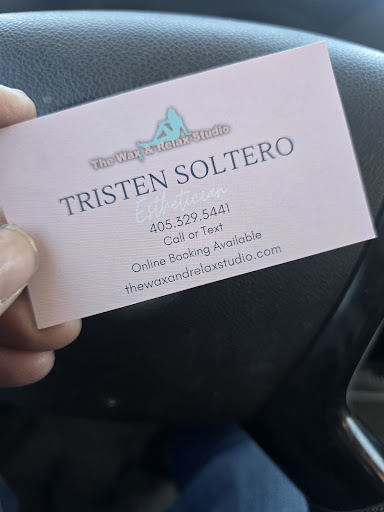 The Wax & Relax Studio
TRISTEN SOLTERO
Esthetician
405.329.5441
Call or Text
Online Booking Available
thewaxandrelaxstudio.com